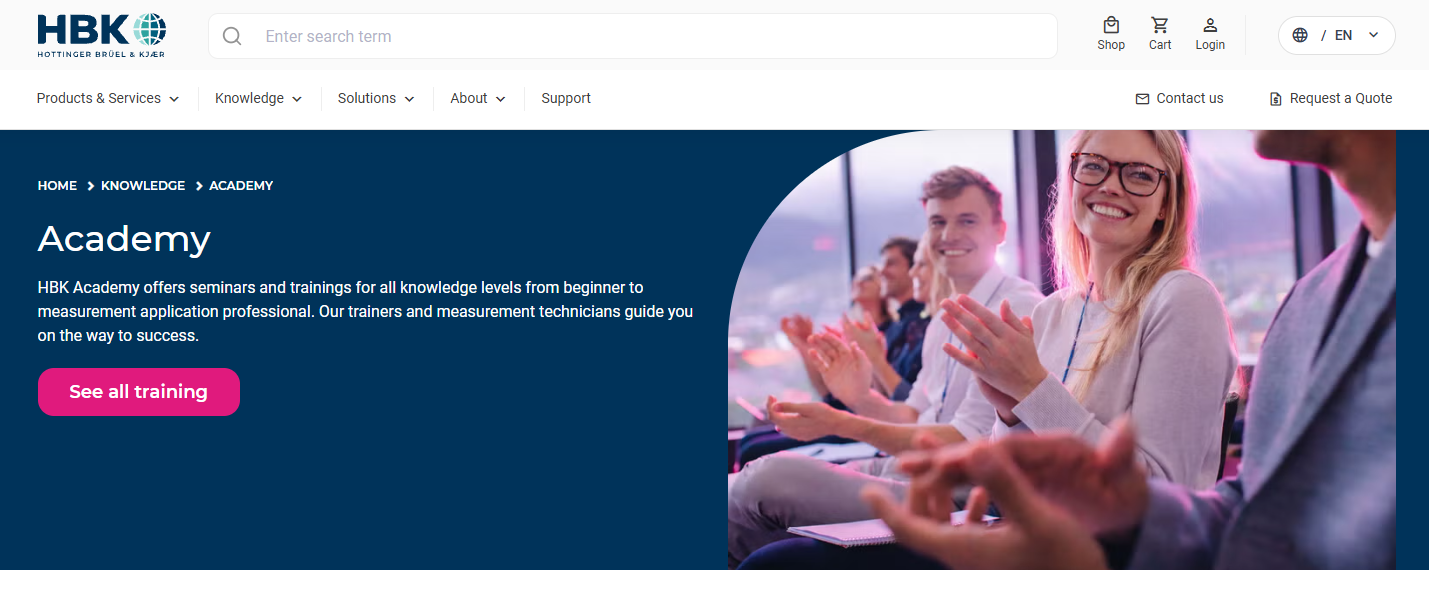 HBK
HOTTINGER BRÜEL & KJÆR
Enter search term
Shop
Cart
Login
/ EN
Products & Services
Knowledge
Solutions
About
Support
Contact us
Request a Quote
HOME > KNOWLEDGE > ACADEMY
Academy
HBK Academy offers seminars and trainings for all knowledge levels from beginner to
measurement application professional. Our trainers and measurement technicians guide you
on the way to success.
See all training